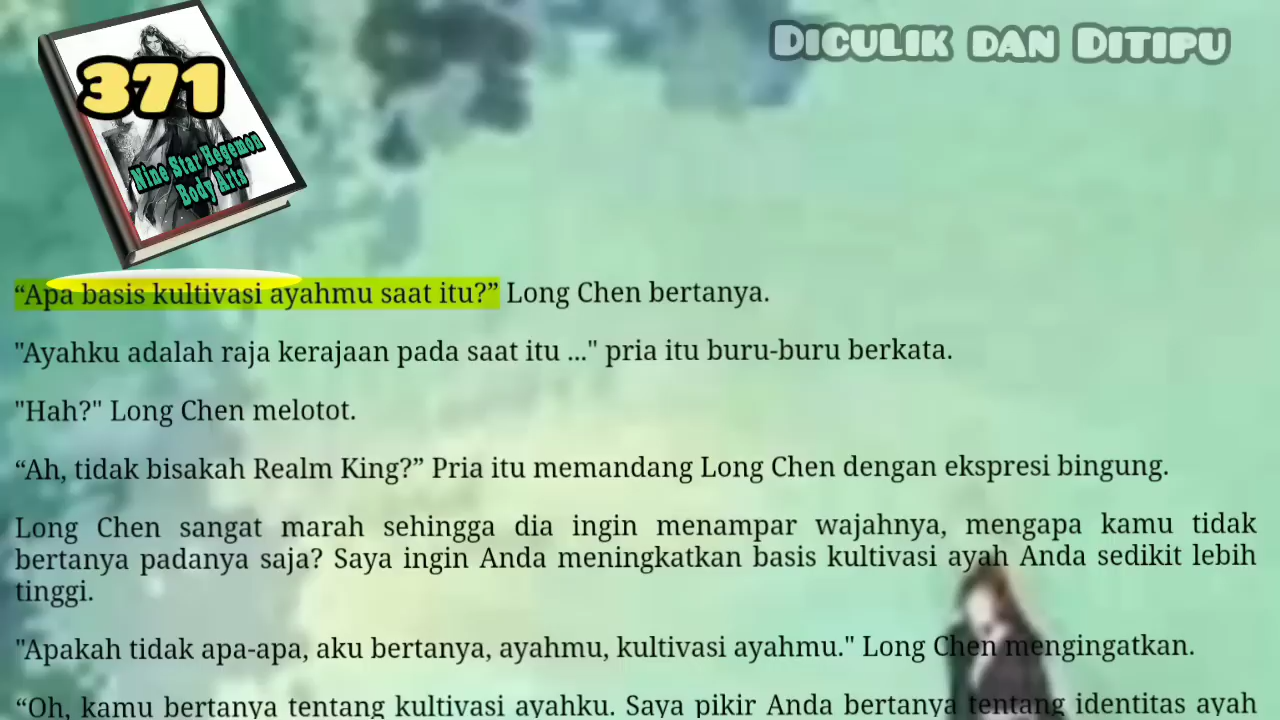 371
Nine Star Hegemon
Body Arts
Diculik dan Ditipu
“Apa basis kultivasi ayahmu saat itu?” Long Chen bertanya.
"Ayahku adalah raja kerajaan pada saat itu ..." pria itu buru-buru berkata.
"Hah?" Long Chen melotot.
“Ah, tidak bisakah Realm King?” Pria itu memandang Long Chen dengan ekspresi bingung.
Long Chen sangat marah sehingga dia ingin menampar wajahnya, mengapa kamu tidak
bertanya padanya saja? Saya ingin Anda meningkatkan basis kultivasi ayah Anda sedikit lebih
tinggi.
"Apakah tidak apa-apa, aku bertanya, ayahmu, kultivasi ayahmu." Long Chen mengingatkan.
“Oh, kamu bertanya tentang kultivasi ayahku. Saya pikir Anda bertanya tentang identitas ayah